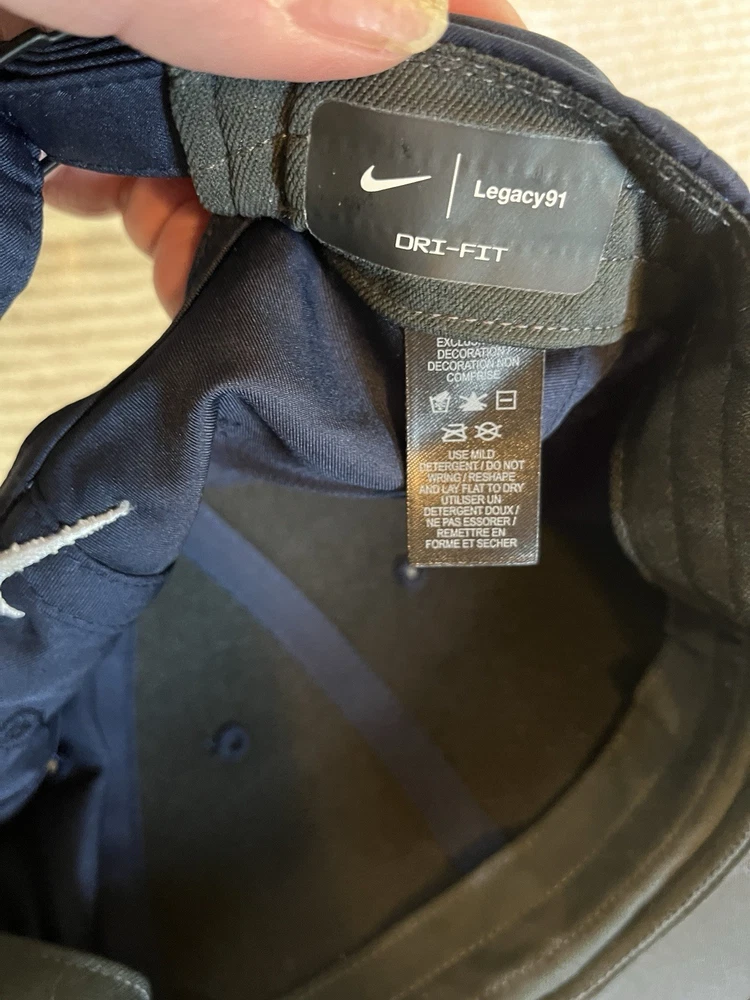 Legacy91
DRI-FIT
DECORATION /
DECORATION NON
COMPRISE
USE MILD
DETERGENT / DO NOT
WRING / RESHAPE
AND LAY FLAT TO DRY
UTILISER UN
DETERGENT DOUX /
NE PAS ESSORER /
REMETTRE EN
FORME ET SECHER